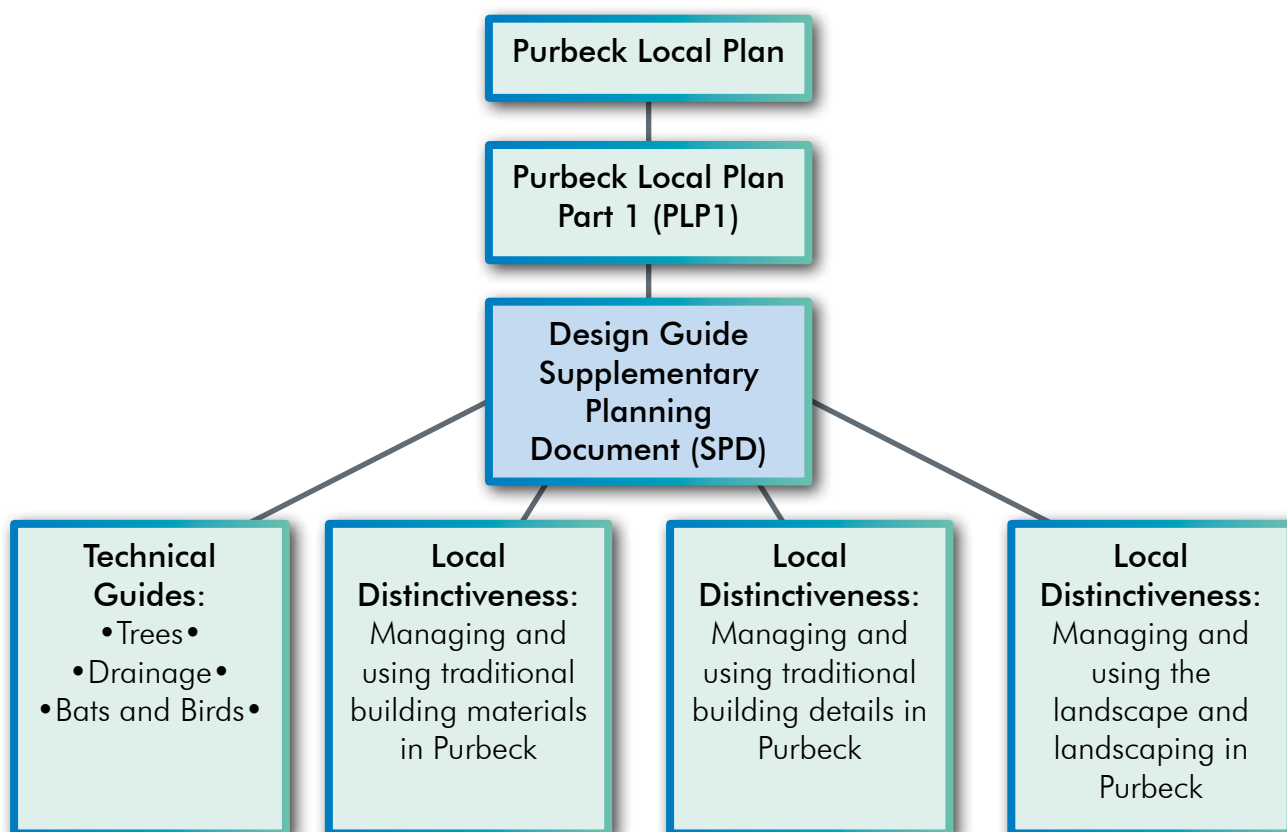 Purbeck Local Plan
Purbeck Local Plan
Part 1 (PLP1)
Design Guide
Supplementary
Planning
Document (SPD)
Technical
Guides:
•Trees•
•Drainage•
•Bats and Birds•
Local
Distinctiveness:
Managing and
using traditional
building materials
in Purbeck
Local
Distinctiveness:
Managing and
using traditional
building details in
Purbeck
Local
Distinctiveness:
Managing and
using the
landscape and
landscaping in
Purbeck